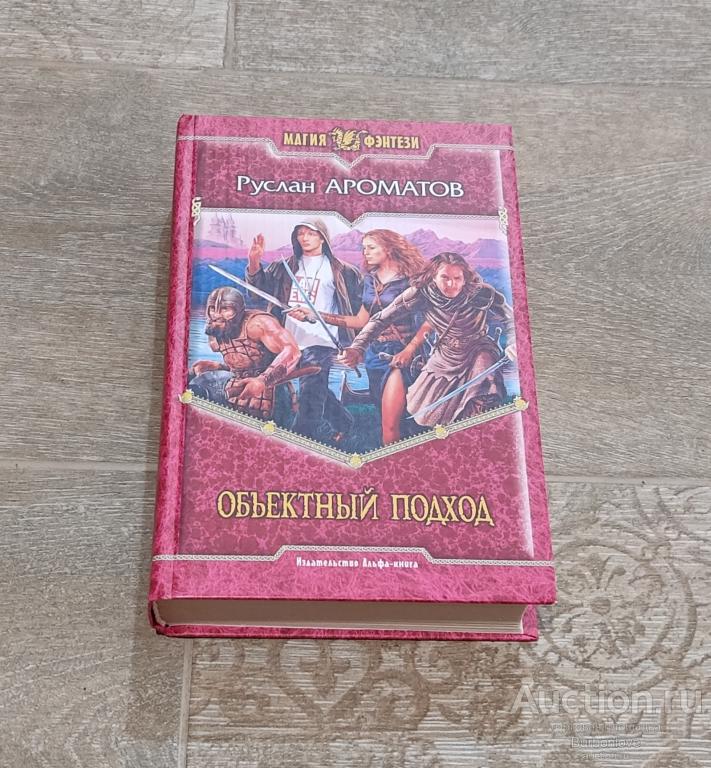 МАГИЯ ФЭНТЕЗИ
Руслан АРОМАТОВ
ОБЪЕКТНЫЙ ПОДХОД
Издательство Альфа-книга
Auction.ru